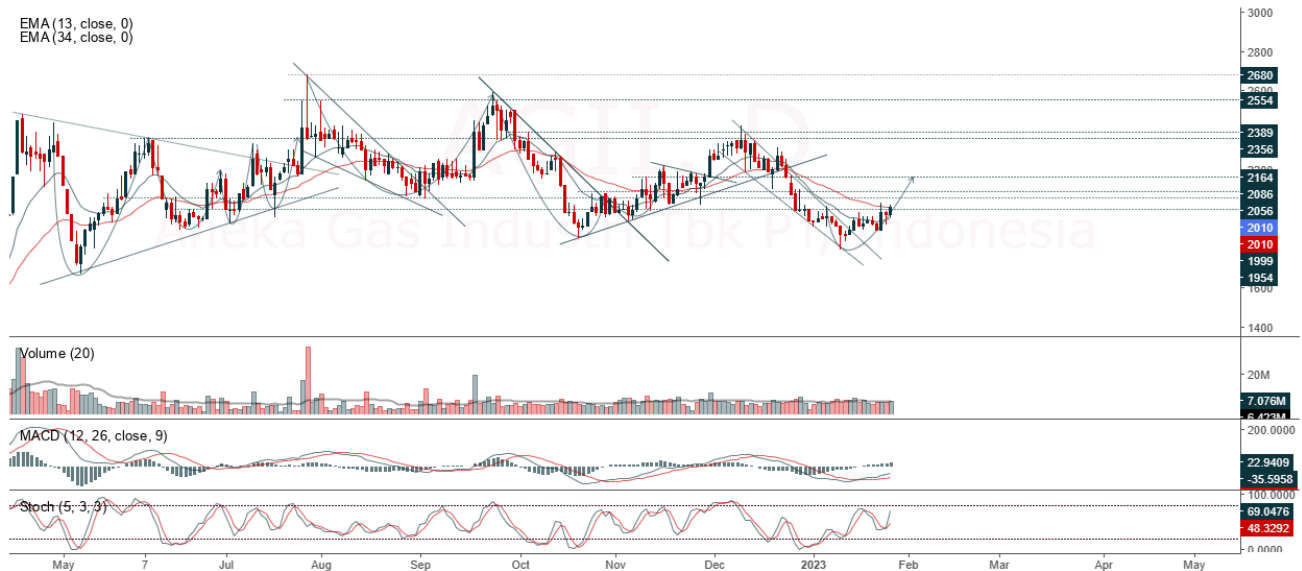 EMA (13, close, 0)
EMA (34, close, 0)
AGII, D
Aneka Gas Industri Tbk PT, Indonesia
3000
2800
2680
2600
2554
2389
2356
2200
2164
2086
2056
2010
2010
1999
1954
1600
1400
Volume (20)
20M
7.076M
6.423M
MACD (12, 26, close, 9)
200.0000
22.9409
-35.5958
Stoch (5, 3, 3)
100.0000
69.0476
48.3292
0.0000
May 7 Jul Aug Sep Oct Nov Dec 2023 Feb Mar Apr May